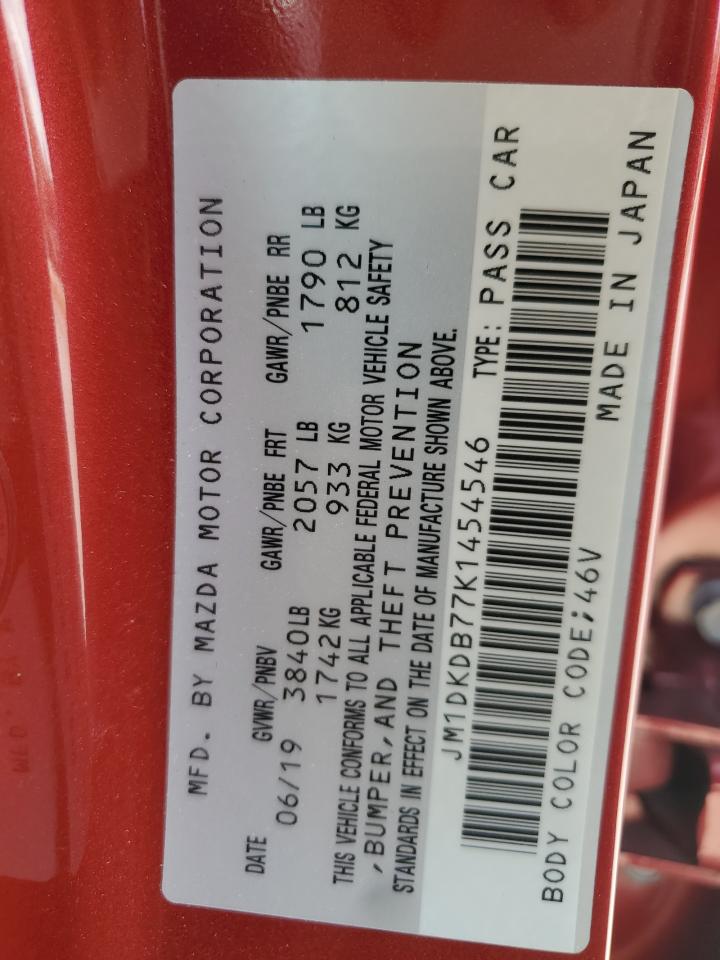 MFD. BY MAZDA MOTOR CORPORATION
DATE GVWR/PNBV GAWR/PNBE FRT GAWR/PNBE RR
06/19 3840LB 2057 LB 1790 LB
1742KG 933 KG 812 KG
THIS VEHICLE CONFORMS TO ALL APPLICABLE FEDERAL MOTOR VEHICLE SAFETY
,BUMPER,AND THEFT PREVENTION
STANDARDS IN EFFECT ON THE DATE OF MANUFACTURE SHOWN ABOVE.
JM1DKDB77K1454546 TYPE: PASS CAR
BODY COLOR CODE;46V MADE IN JAPAN